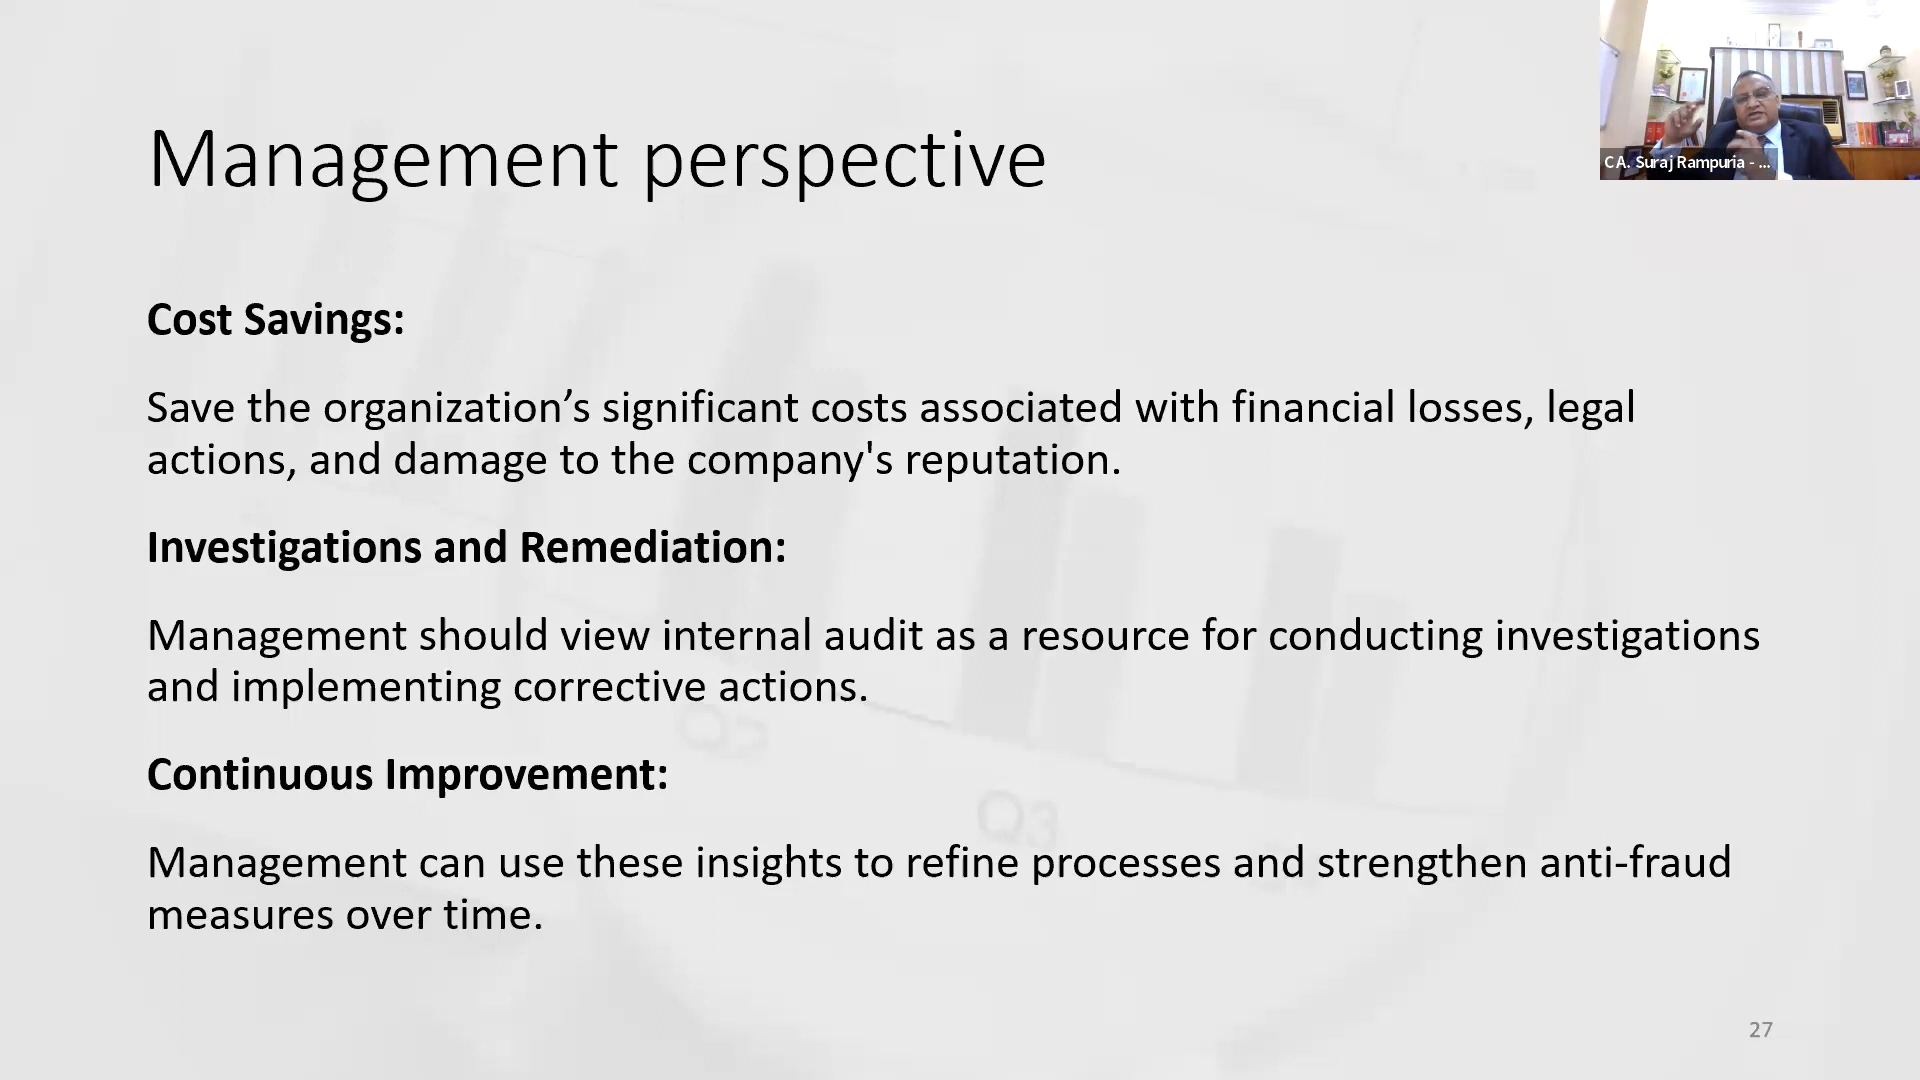 Management perspective
C A. Suraj Rampuria - ...
Cost Savings:
Save the organization’s significant costs associated with financial losses, legal
actions, and damage to the company's reputation.
Investigations and Remediation:
Management should view internal audit as a resource for conducting investigations
and implementing corrective actions.
Q2
Continuous Improvement:
Q3
Management can use these insights to refine processes and strengthen anti-fraud
measures over time.
27